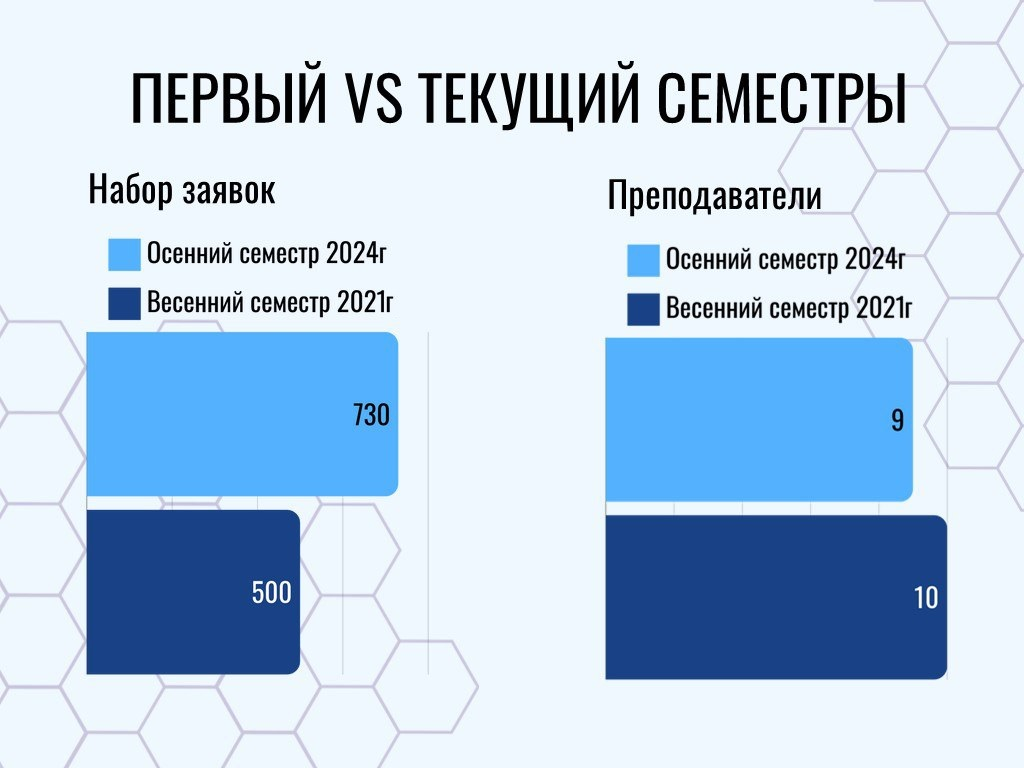 ПЕРВЫЙ VS ТЕКУЩИЙ СЕМЕСТРЫ
Набор заявок
Осенний семестр 2024г
Весенний семестр 2021г
730
500
Преподаватели
Осенний семестр 2024г
Весенний семестр 2021г
9
10